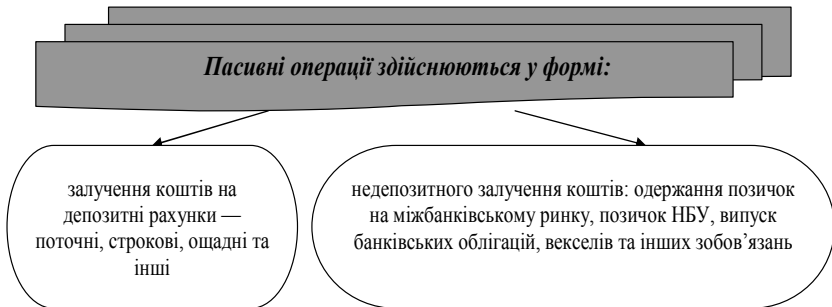 Пасивні операції здійснюються у формі:
залучення коштів на
депозитні рахунки —
поточні, строкові, ощадні та
інші
недепозитного залучення коштів: одержання позичок
на міжбанківському ринку, позичок НБУ, випуск
банківських облігацій, векселів та інших зобов’язань